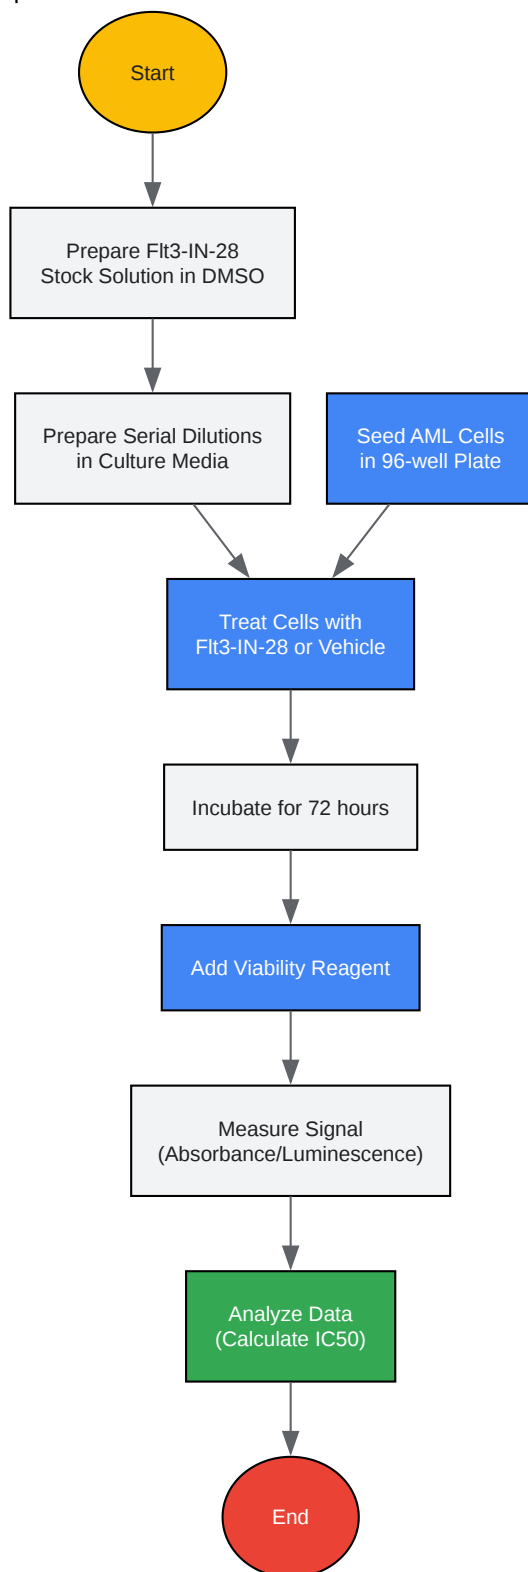 Start
Prepare Flt3-IN-28
Stock Solution in DMSO
Prepare Serial Dilutions
in Culture Media
Seed AML Cells
in 96-well Plate
Treat Cells with
Flt3-IN-28 or Vehicle
Incubate for 72 hours
Add Viability Reagent
Measure Signal
(Absorbance/Luminescence)
Analyze Data
(Calculate IC50)
End